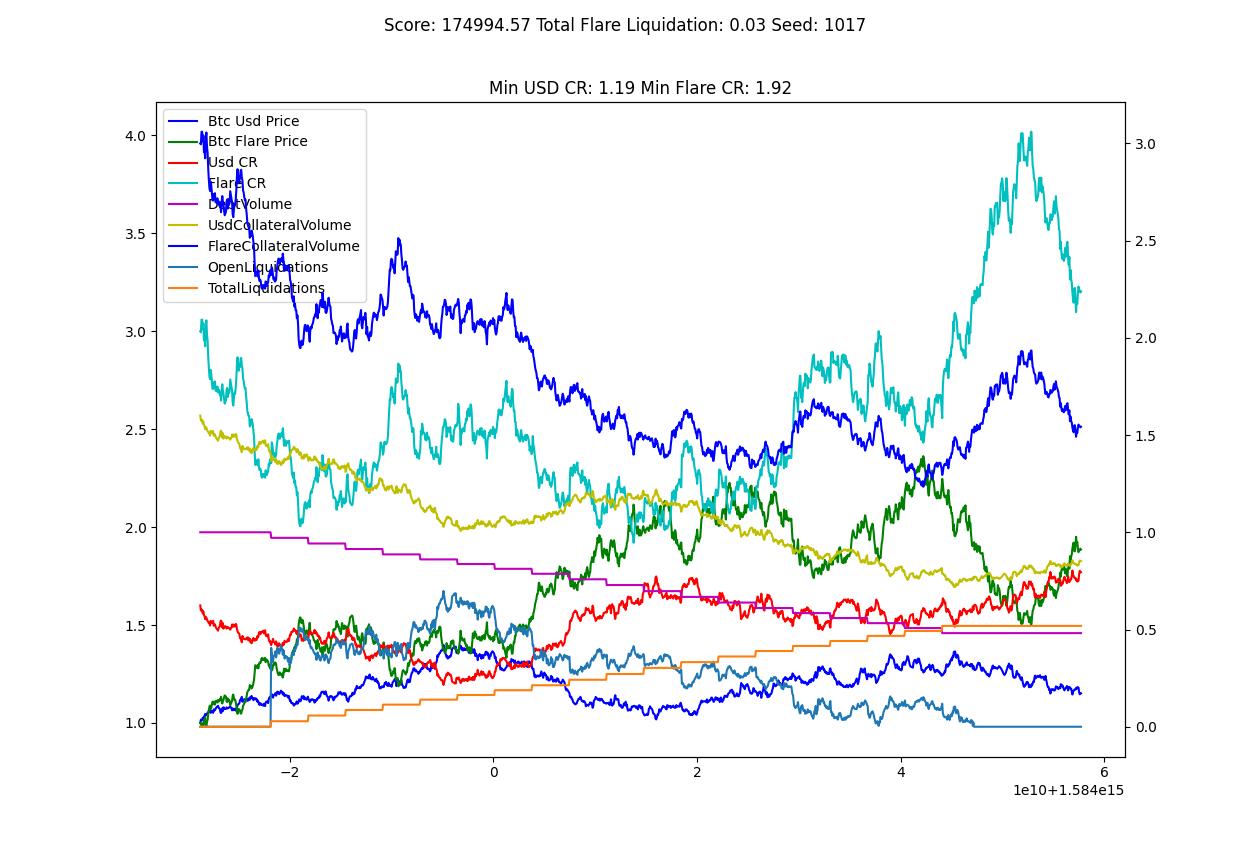 Score: 174994.57 Total Flare Liquidation: 0.03 Seed: 1017
Min USD CR: 1.19 Min Flare CR: 1.92
Btc Usd Price
Btc Flare Price
Usd CR
Flare CR
DebtVolume
UsdCollateralVolume
FlareCollateralVolume
OpenLiquidations
TotalLiquidations
4.0
3.5
3.0
2.5
2.0
1.5
1.0
3.0
2.5
2.0
1.5
1.0
0.5
0.0
−2
0
2
4
6
1e10+1.584e15